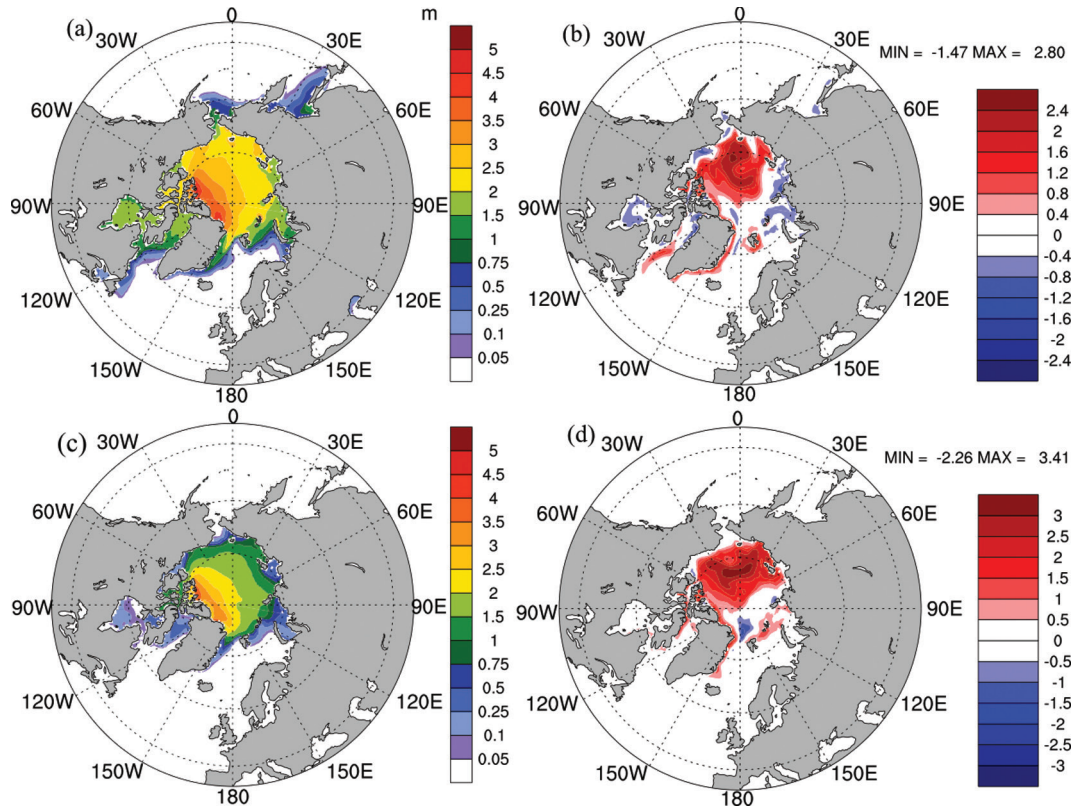 (a)
0
30W
30E
60W
60E
90W
90E
120W
120E
150W
150E
180
m
5
4.5
4
3.5
3
2.5
2
1.5
1
0.75
0.5
0.25
0.1
0.05
(b)
0
30W
30E
60W
60E
90W
90E
120W
120E
150W
150E
180
MIN = -1.47 MAX = 2.80
2.4
2
1.6
1.2
0.8
0.4
0
-0.4
-0.8
-1.2
-1.6
-2
-2.4
(c)
0
30W
30E
60W
60E
90W
90E
120W
120E
150W
150E
180
5
4.5
4
3.5
3
2.5
2
1.5
1
0.75
0.5
0.25
0.1
0.05
(d)
0
30W
30E
60W
60E
90W
90E
120W
120E
150W
150E
180
MIN = -2.26 MAX = 3.41
3
2.5
2
1.5
1
0.5
0
-0.5
-1
-1.5
-2
-2.5
-3